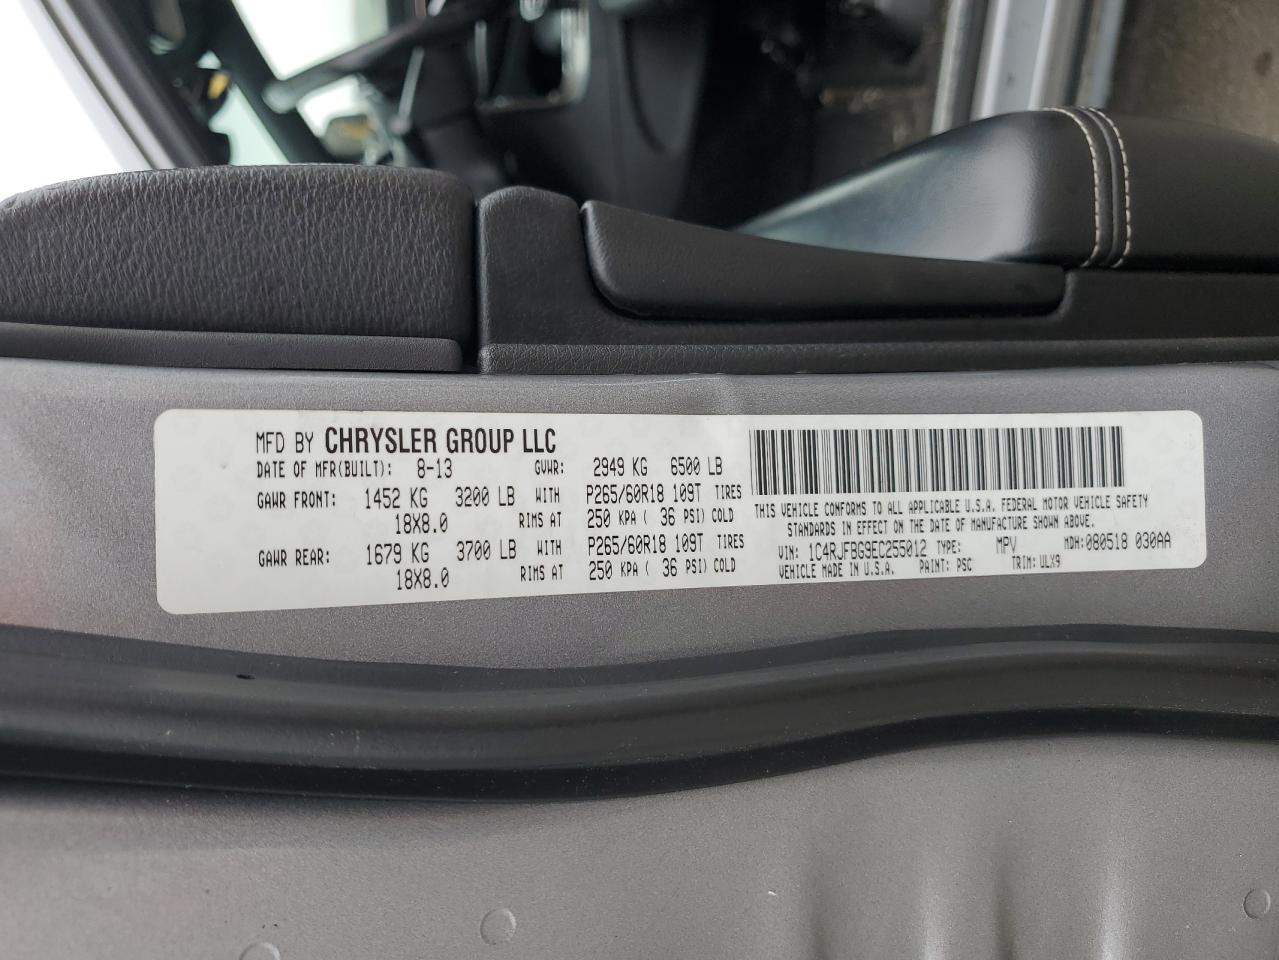 MFD BY CHRYSLER GROUP LLC
DATE OF MFR(BUILT): 8-13 GVWR: 2949 KG 6500 LB
GAWR FRONT: 1452 KG 3200 LB WITH P265/60R18 109T TIRES
18X8.0 RIMS AT 250 KPA ( 36 PSI) COLD
GAWR REAR: 1679 KG 3700 LB WITH P265/60R18 109T TIRES
18X8.0 RIMS AT 250 KPA ( 36 PSI) COLD
THIS VEHICLE CONFORMS TO ALL APPLICABLE U.S.A. FEDERAL MOTOR VEHICLE SAFETY
STANDARDS IN EFFECT ON THE DATE OF MANUFACTURE SHOWN ABOVE.
VIN: 1C4RJFBG9EC255012 TYPE: MPV MDH: 080518 030AA
VEHICLE MADE IN U.S.A. PAINT: PSC TRIM: ULX9